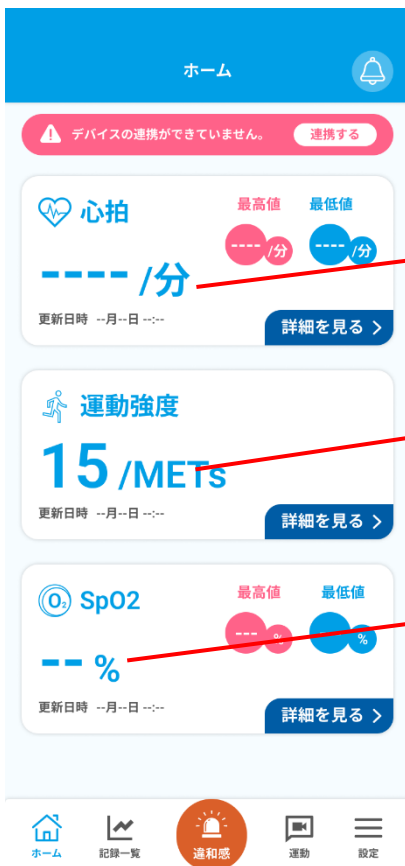 ホーム
デバイスの連携ができていません。 連携する
心拍
最高値 最低値
----/分 ----/分
----/分
更新日時 --月--日 --:--
詳細を見る >
運動強度
15 /METs
更新日時 --月--日 --:--
詳細を見る >
O₂ SpO2
最高値 最低値
--- % --- %
-- %
更新日時 --月--日 --:--
詳細を見る >
ホーム 記録一覧 違和感 運動 設定